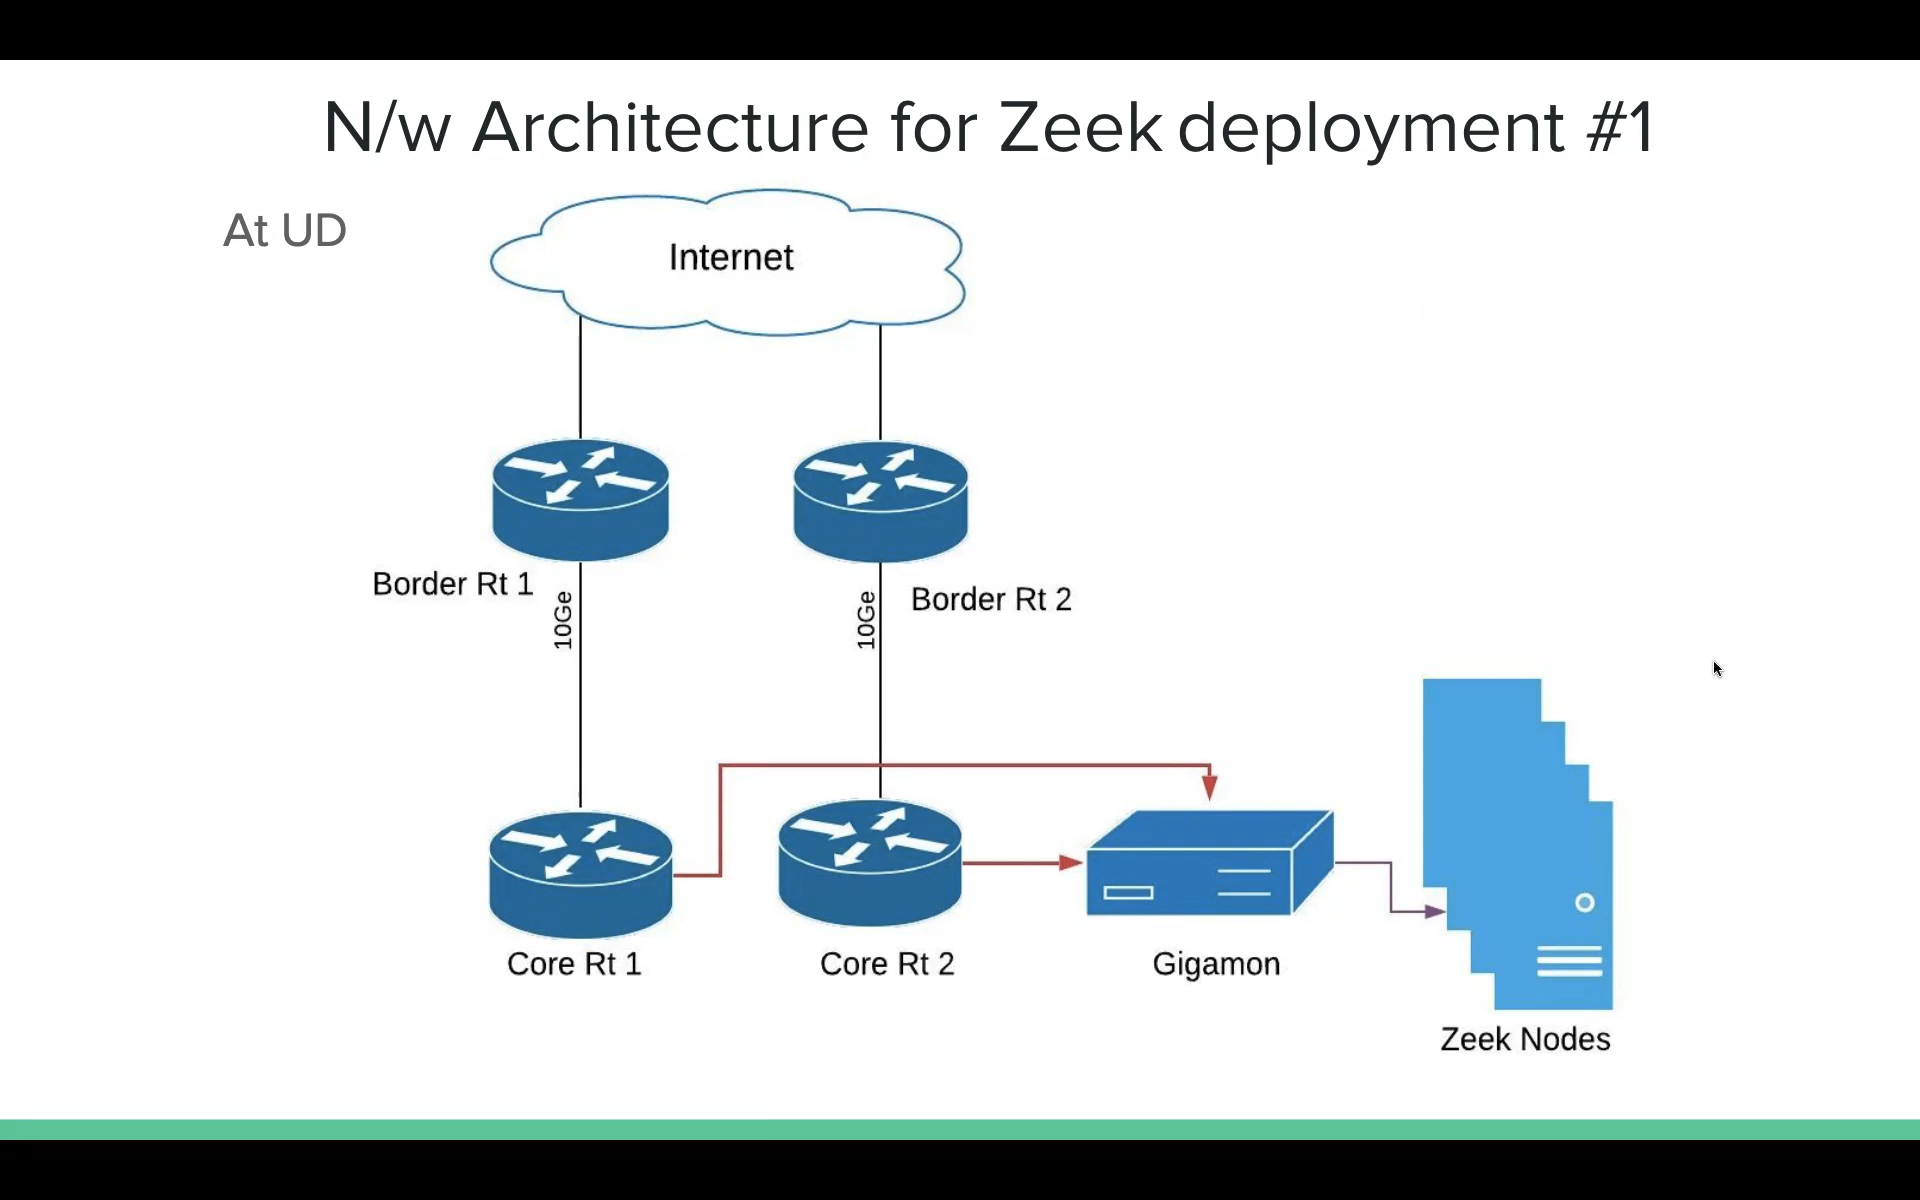 N/w Architecture for Zeek deployment #1
At UD
Internet
Border Rt 1
10Ge
10Ge
Border Rt 2
Core Rt 1
Core Rt 2
Gigamon
Zeek Nodes